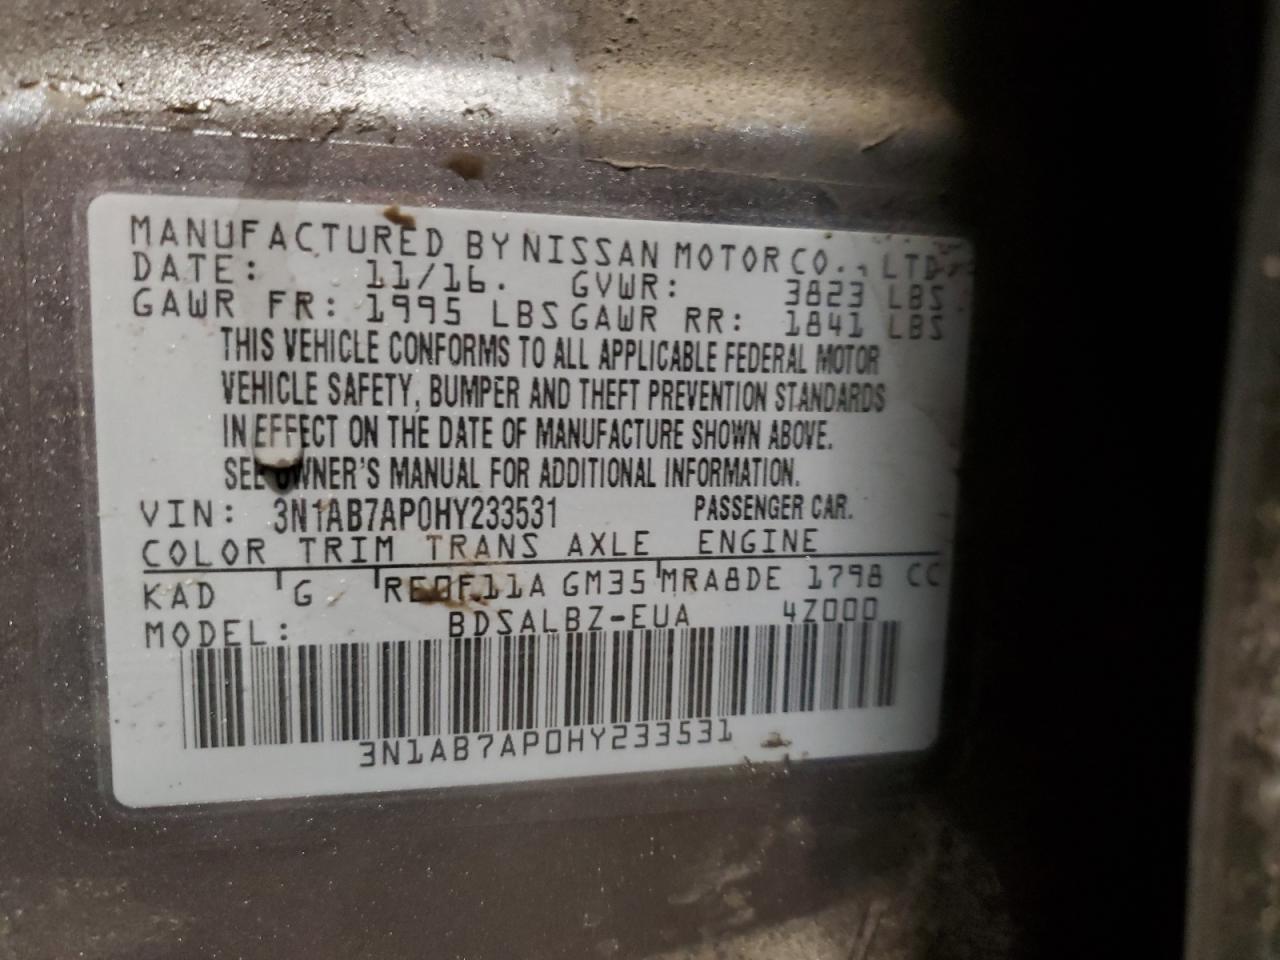 MANUFACTURED BY NISSAN MOTOR CO., LTD.
DATE: 11/16. GVWR: 3823 LBS
GAWR FR: 1995 LBS GAWR RR: 1841 LBS
THIS VEHICLE CONFORMS TO ALL APPLICABLE FEDERAL MOTOR
VEHICLE SAFETY, BUMPER AND THEFT PREVENTION STANDARDS
IN EFFECT ON THE DATE OF MANUFACTURE SHOWN ABOVE.
SEE OWNER'S MANUAL FOR ADDITIONAL INFORMATION.
VIN: 3N1AB7AP0HY233531 PASSENGER CAR.
COLOR TRIM TRANS AXLE ENGINE
KAD G RE0F11A GM35 MRA8DE 1798 CC
MODEL: BDSALBZ-EUA 4Z000
3N1AB7AP0HY233531